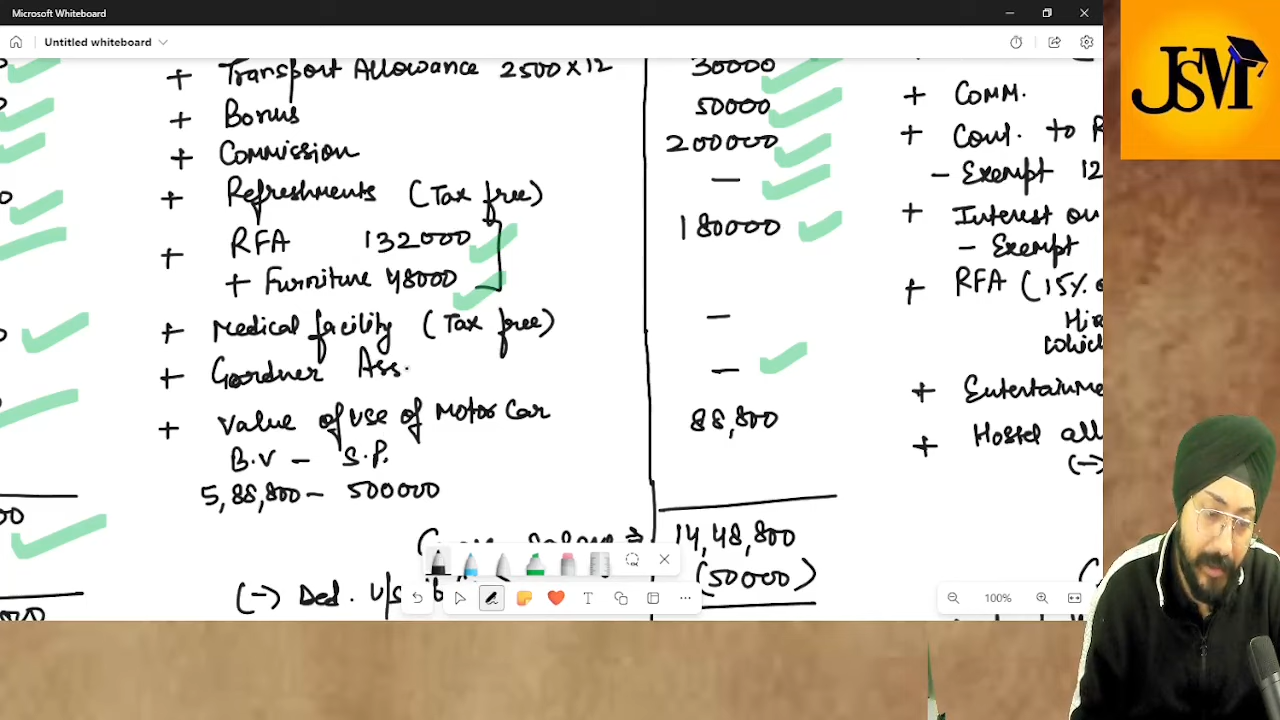 Microsoft Whiteboard
Untitled whiteboard
JSM
+ Transport Allowance 2500 x 12 30000
+ Bonus 50000
+ Commission 200000
+ Refreshments (Tax free) —
+ RFA 132000 180000
+ Furniture 48000
+ Medical facility (Tax free) —
+ Gardner Ass. —
+ Value of use of Motor Car 88,800
B.V — S.P.
5,88,800 — 500000
14,48,800
(-) Ded. U/s (50000)
+ Comm.
+ Cont. to R
- Exempt 12
+ Interest on
- Exempt
+ RFA (15%
+ Entertainme
+ Hostel all
(-)
100%